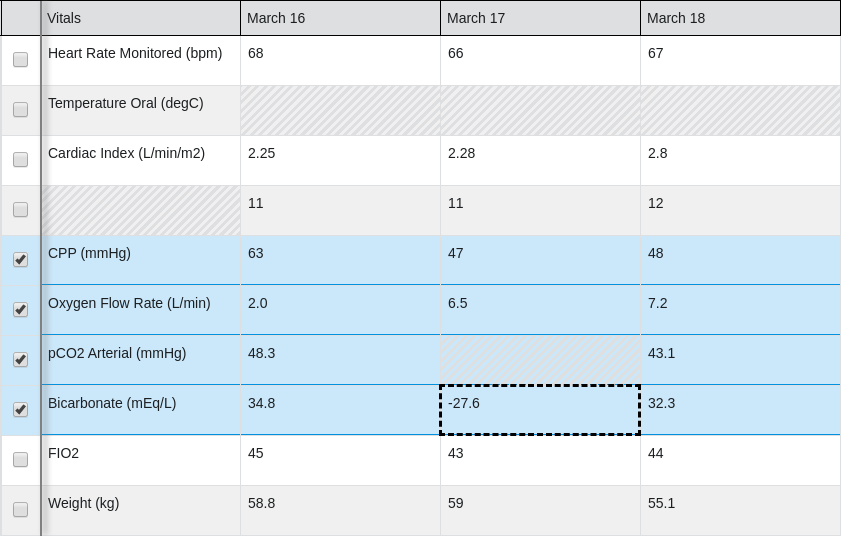 Vitals March 16 March 17 March 18
Heart Rate Monitored (bpm) 68 66 67
Temperature Oral (degC)
Cardiac Index (L/min/m2) 2.25 2.28 2.8
11 11 12
CPP (mmHg) 63 47 48
Oxygen Flow Rate (L/min) 2.0 6.5 7.2
pCO2 Arterial (mmHg) 48.3 43.1
Bicarbonate (mEq/L) 34.8 -27.6 32.3
FIO2 45 43 44
Weight (kg) 58.8 59 55.1